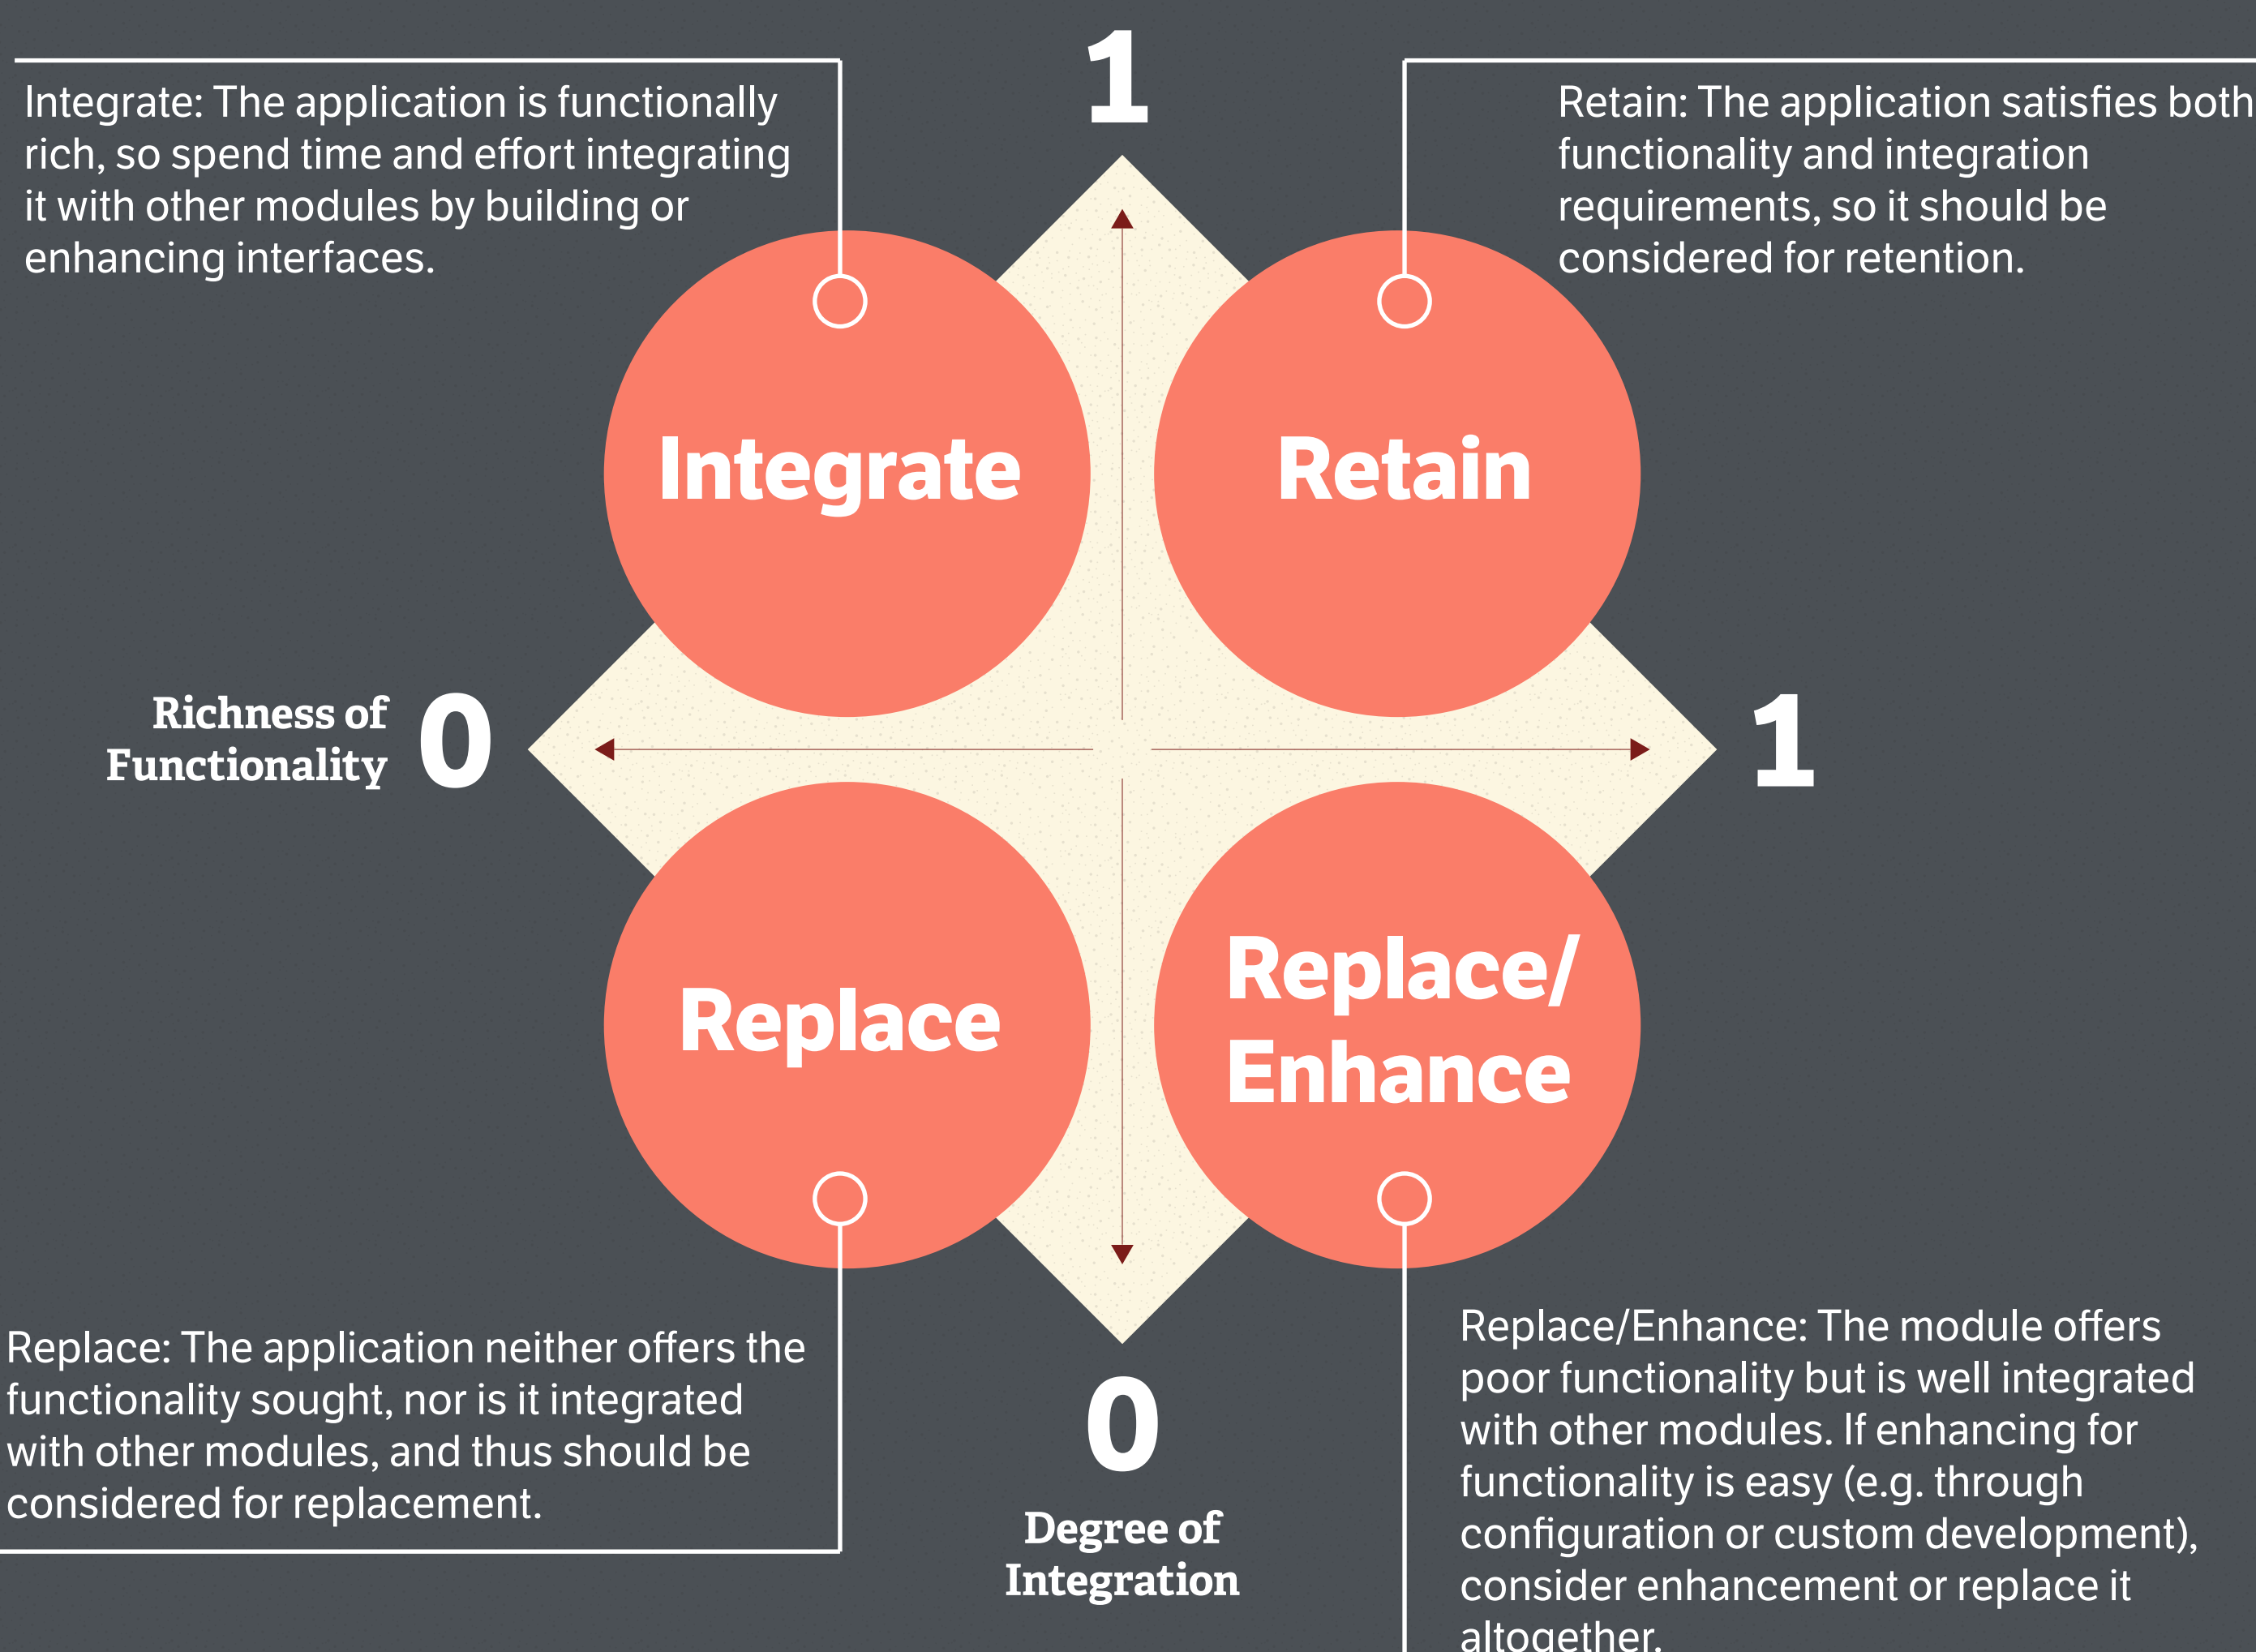 1
Integrate: The application is functionally
rich, so spend time and effort integrating
it with other modules by building or
enhancing interfaces.
Retain: The application satisfies both
functionality and integration
requirements, so it should be
considered for retention.
Integrate
Retain
Richness of
Functionality
0
1
Replace
Replace/
Enhance
Replace: The application neither offers the
functionality sought, nor is it integrated
with other modules, and thus should be
considered for replacement.
0
Degree of
Integration
Replace/Enhance: The module offers
poor functionality but is well integrated
with other modules. If enhancing for
functionality is easy (e.g. through
configuration or custom development),
consider enhancement or replace it
altogether.